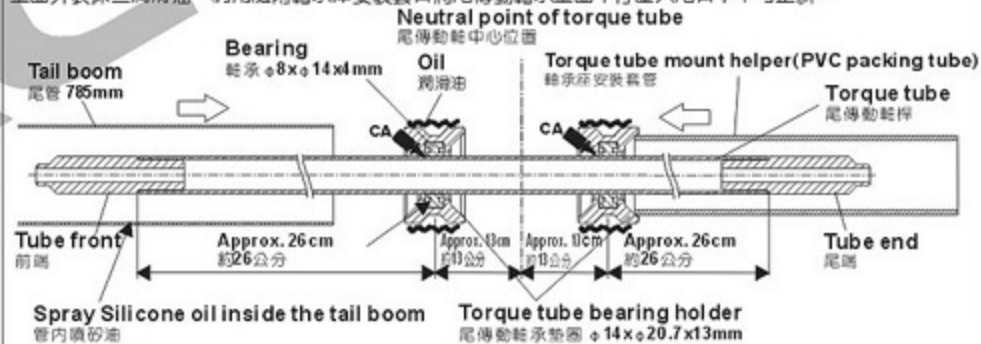 Neutral point of torque tube
尾傳動軸中心位置
Bearing
軸承 φ8xφ14x4mm
Oil
潤滑油
Torque tube mount helper(PVC packing tube)
軸承座安裝套管
Tail boom
尾管 785mm
Torque tube
尾傳動軸桿
CA
CA
Tube front
前端
Approx. 26cm
約26公分
Approx. 13cm
約13公分
Approx. 13cm
約13公分
Approx. 26cm
約26公分
Tube end
尾端
Spray Silicone oil inside the tail boom
管內噴矽油
Torque tube bearing holder
尾傳動軸承墊圈 φ14xφ20.7x13mm